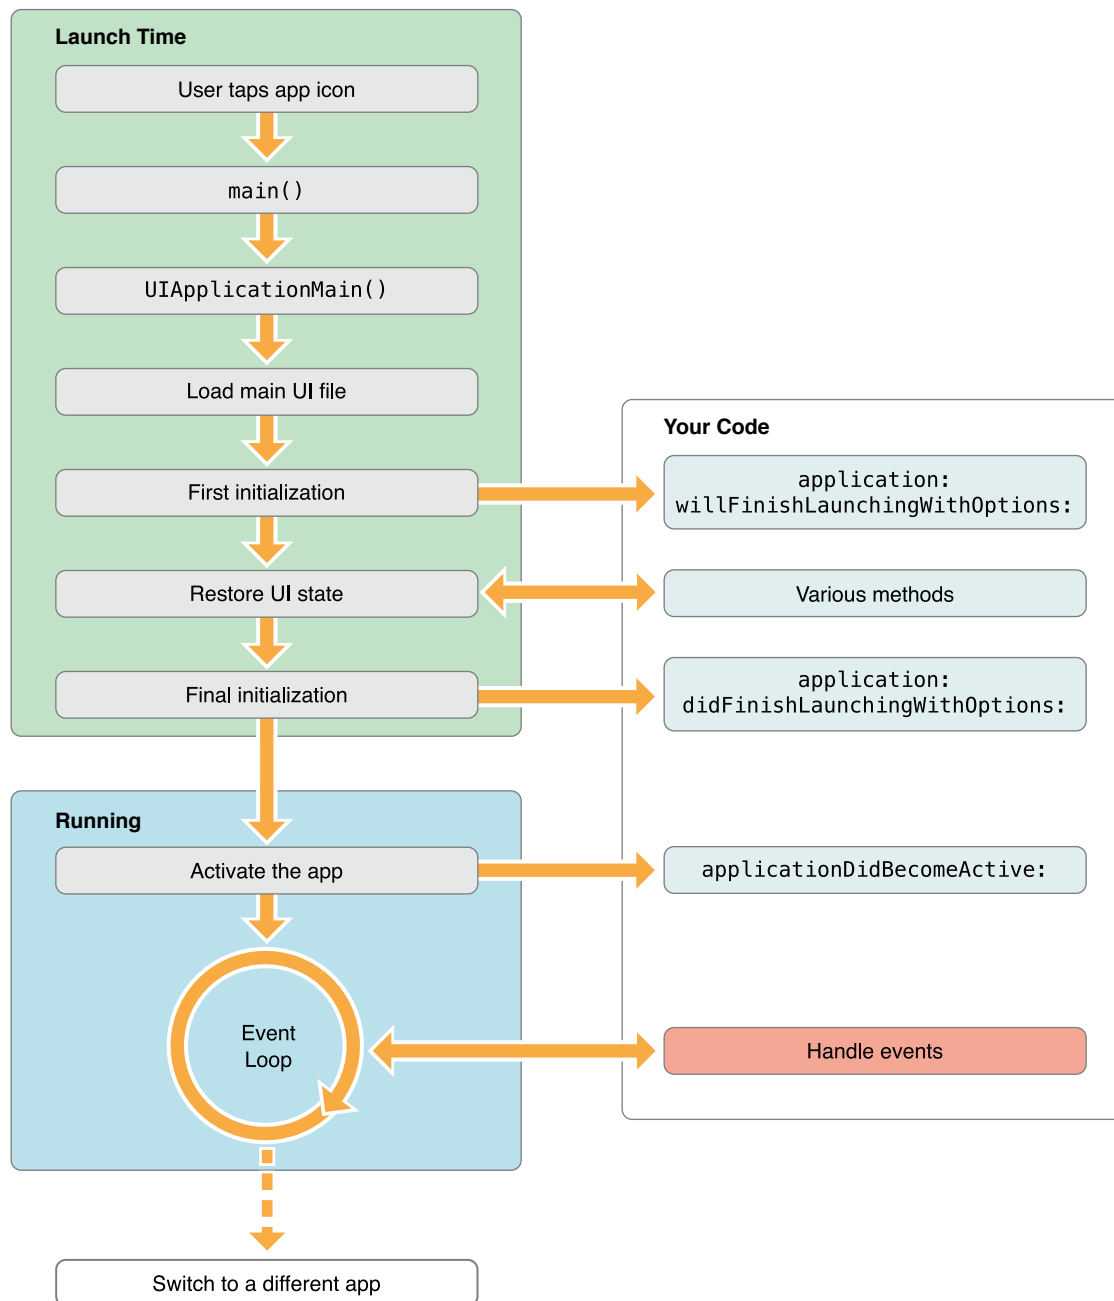 Launch Time
User taps app icon
main()
UIApplicationMain()
Load main UI file
First initialization
Restore UI state
Final initialization
Your Code
application:
willFinishLaunchingWithOptions:
Various methods
application:
didFinishLaunchingWithOptions:
Running
Activate the app
applicationDidBecomeActive:
Event
Loop
Handle events
Switch to a different app